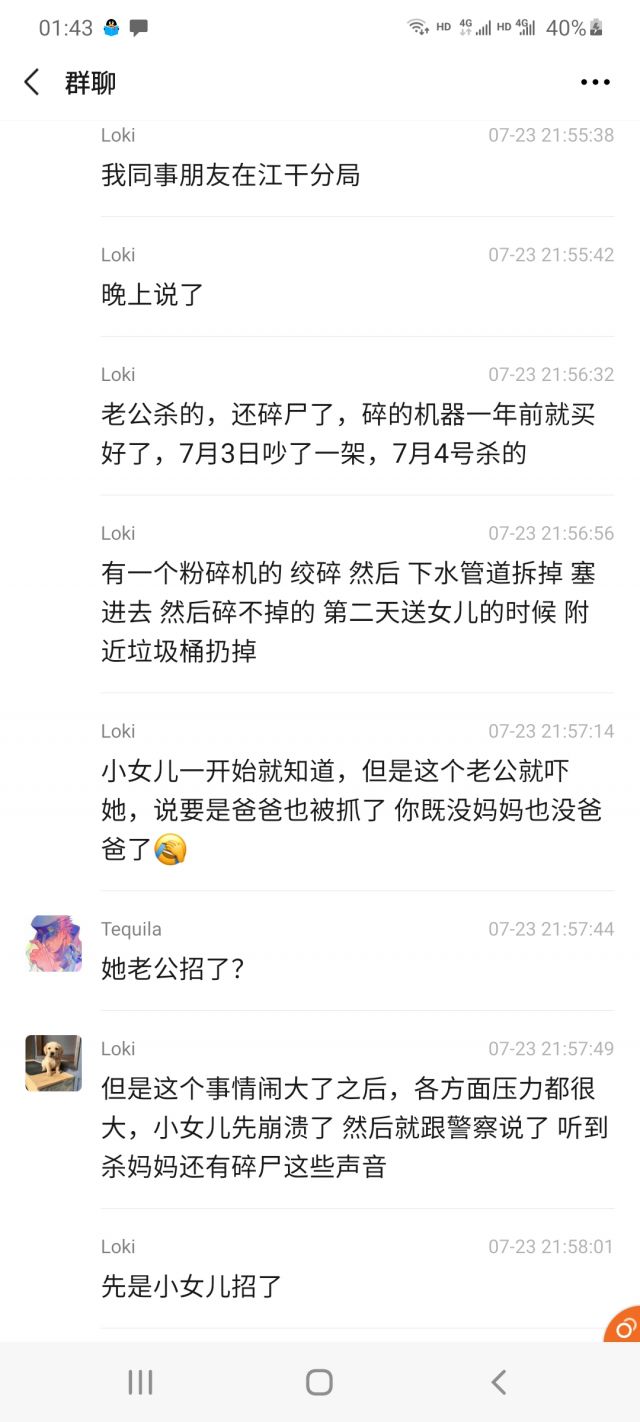 01:43
HD 4G HD 4G 40%
群聊
Loki 07-23 21:55:38
我同事朋友在江干分局
Loki 07-23 21:55:42
晚上说了
Loki 07-23 21:56:32
老公杀的，还碎尸了，碎的机器一年前就买
好了，7月3日吵了一架，7月4号杀的
Loki 07-23 21:56:56
有一个粉碎机的 绞碎 然后 下水管道拆掉 塞
进去 然后碎不掉的 第二天送女儿的时候 附
近垃圾桶扔掉
Loki 07-23 21:57:14
小女儿一开始就知道，但是这个老公就吓
她，说要是爸爸也被抓了 你既没妈妈也没爸
爸了🤦
Tequila 07-23 21:57:44
她老公招了？
Loki 07-23 21:57:49
但是这个事情闹大了之后，各方面压力都很
大，小女儿先崩溃了 然后就跟警察说了 听到
杀妈妈还有碎尸这些声音
Loki 07-23 21:58:01
先是小女儿招了